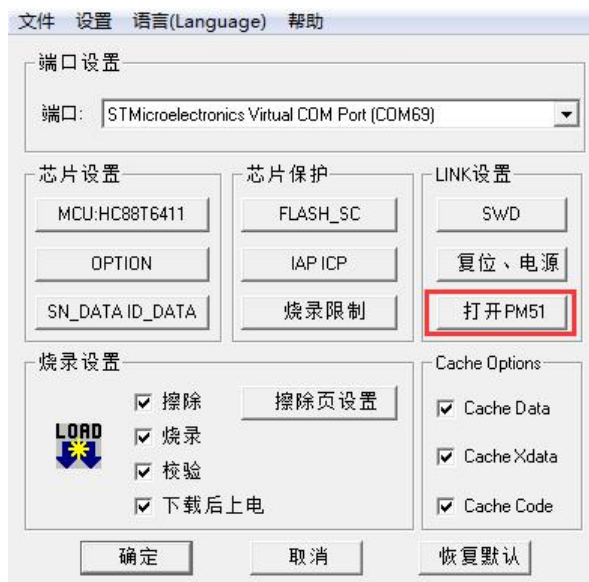 文件 设置 语言(Language) 帮助
端口设置
端口: STMicroelectronics Virtual COM Port (COM69)
芯片设置 芯片保护 LINK设置
MCU:HC88T6411 FLASH_SC SWD
OPTION IAP ICP 复位、电源
SN_DATA ID_DATA 烧录限制 打开PM51
烧录设置 Cache Options
擦除 擦除页设置 Cache Data
LOAD 烧录
校验 Cache Xdata
下载后上电 Cache Code
确定 取消 恢复默认